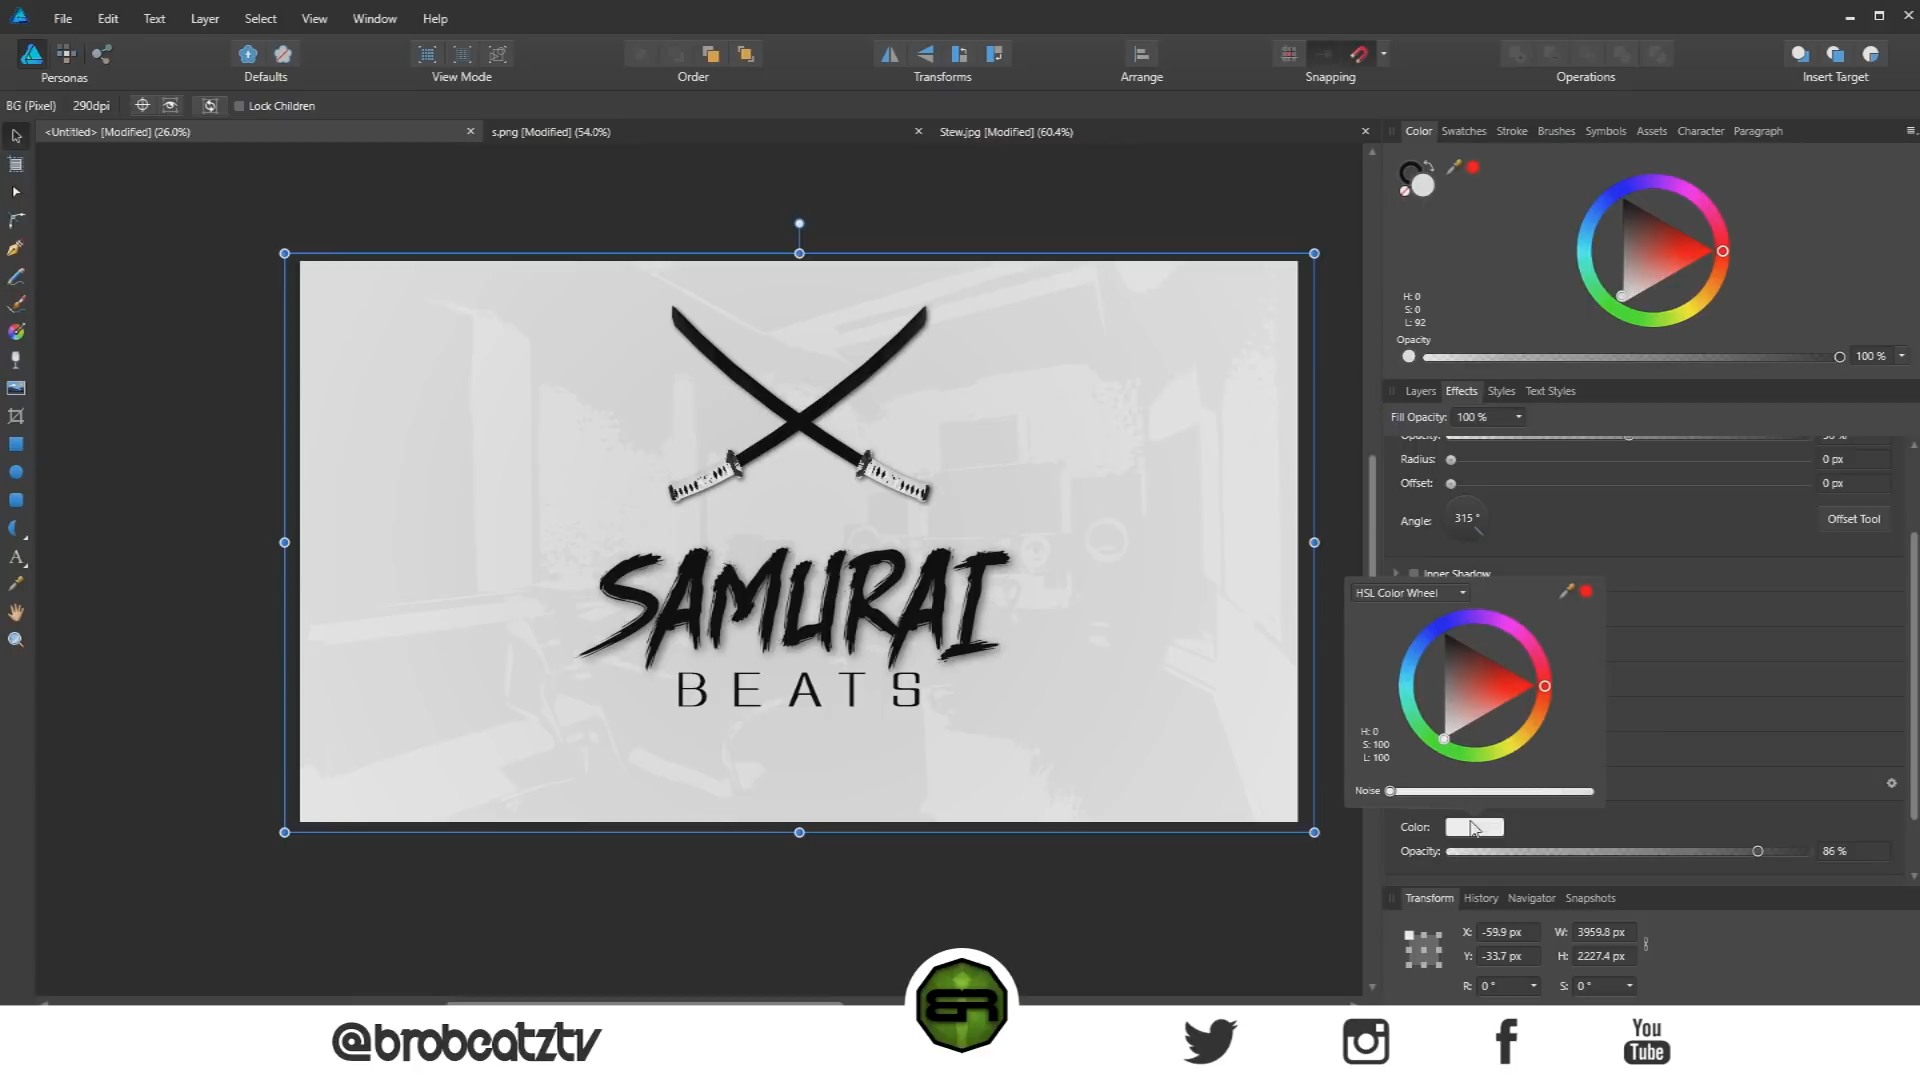 File Edit Text Layer Select View Window Help
Personas Defaults View Mode Order Transforms Arrange Snapping Operations Insert Target
BG (Pixel) 290dpi Lock Children
<Untitled> [Modified] (26.0%) s.png [Modified] (54.0%) Stew.jpg [Modified] (60.4%)
Color Swatches Stroke Brushes Symbols Assets Character Paragraph
H: 0
S: 0
L: 92
Opacity
100 %
Layers Effects Styles Text Styles
Fill Opacity: 100 %
Radius: 0 px
Offset: 0 px
Angle: 315 ° Offset Tool
Inner Shadow
HSL Color Wheel
H: 0
S: 100
L: 100
Noise
Color:
Opacity: 86 %
Transform History Navigator Snapshots
X: -59.9 px W: 3959.8 px
Y: -33.7 px H: 2227.4 px
R: 0 ° S: 0 °
SAMURAI
BEATS
@brobeatztv
BR
You
Tube